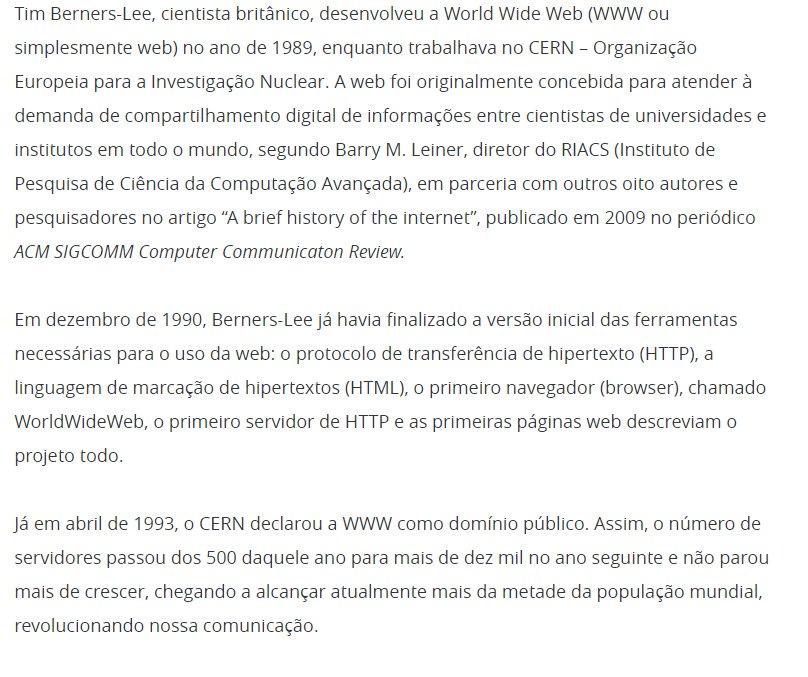 Tim Berners-Lee, cientista britânico, desenvolveu a World Wide Web (WWW ou
simplesmente web) no ano de 1989, enquanto trabalhava no CERN – Organização
Europeia para a Investigação Nuclear. A web foi originalmente concebida para atender à
demanda de compartilhamento digital de informações entre cientistas de universidades e
institutos em todo o mundo, segundo Barry M. Leiner, diretor do RIACS (Instituto de
Pesquisa de Ciência da Computação Avançada), em parceria com outros oito autores e
pesquisadores no artigo “A brief history of the internet”, publicado em 2009 no periódico
ACM SIGCOMM Computer Communicaton Review.
Em dezembro de 1990, Berners-Lee já havia finalizado a versão inicial das ferramentas
necessárias para o uso da web: o protocolo de transferência de hipertexto (HTTP), a
linguagem de marcação de hipertextos (HTML), o primeiro navegador (browser), chamado
WorldWideWeb, o primeiro servidor de HTTP e as primeiras páginas web descreviam o
projeto todo.
Já em abril de 1993, o CERN declarou a WWW como domínio público. Assim, o número de
servidores passou dos 500 daquele ano para mais de dez mil no ano seguinte e não parou
mais de crescer, chegando a alcançar atualmente mais da metade da população mundial,
revolucionando nossa comunicação.